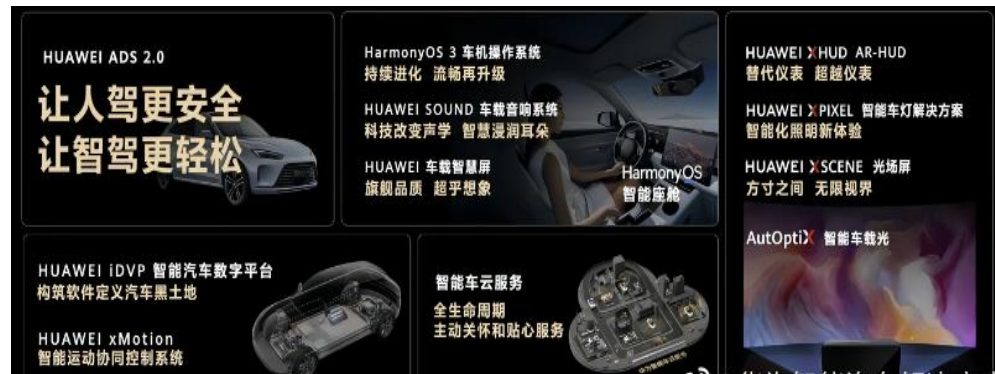 HUAWEI ADS 2.0
让人驾更安全
让智驾更轻松
HarmonyOS 3 车机操作系统
持续进化 流畅再升级
HUAWEI SOUND 车载音响系统
科技改变声学 智慧浸润耳朵
HUAWEI 车载智慧屏
旗舰品质 超乎想象
HarmonyOS
智能座舱
HUAWEI XHUD AR-HUD
替代仪表 超越仪表
HUAWEI XPIXEL 智能车灯解决方案
智能化照明新体验
HUAWEI XSCENE 光场屏
方寸之间 无限视界
AutoOptiX 智能车载光
HUAWEI iDVP 智能汽车数字平台
构筑软件定义汽车黑土地
HUAWEI xMotion
智能运动协同控制系统
智能车云服务
全生命周期
主动关怀和贴心服务